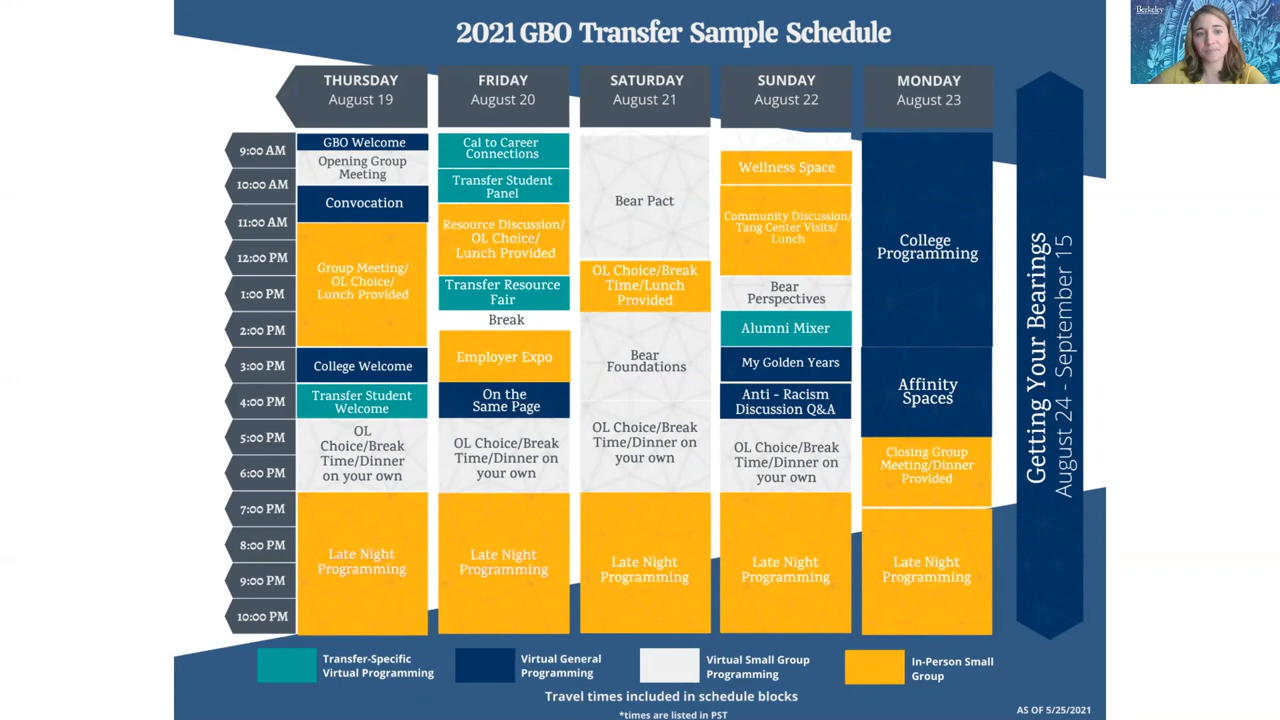 2021 GBO Transfer Sample Schedule
Berkeley
THURSDAY
August 19
FRIDAY
August 20
SATURDAY
August 21
SUNDAY
August 22
MONDAY
August 23
9:00 AM
10:00 AM
11:00 AM
12:00 PM
1:00 PM
2:00 PM
3:00 PM
4:00 PM
5:00 PM
6:00 PM
7:00 PM
8:00 PM
9:00 PM
10:00 PM
GBO Welcome
Opening Group
Meeting
Convocation
Group Meeting/
OL Choice/
Lunch Provided
College Welcome
Transfer Student
Welcome
OL
Choice/Break
Time/Dinner
on your own
Late Night
Programming
Cal to Career
Connections
Transfer Student
Panel
Resource Discussion/
OL Choice/
Lunch Provided
Transfer Resource
Fair
Break
Employer Expo
On the
Same Page
OL Choice/Break
Time/Dinner on
your own
Late Night
Programming
Bear Pact
OL Choice/Break
Time/Lunch
Provided
Bear
Foundations
OL Choice/Break
Time/Dinner on
your own
Late Night
Programming
Wellness Space
Community Discussion/
Tang Center Visits/
Lunch
Bear
Perspectives
Alumni Mixer
My Golden Years
Anti - Racism
Discussion Q&A
OL Choice/Break
Time/Dinner on
your own
Late Night
Programming
College
Programming
Affinity
Spaces
Closing Group
Meeting/Dinner
Provided
Late Night
Programming
Getting Your Bearings
August 24 - September 15
Transfer-Specific
Virtual Programming
Virtual General
Programming
Virtual Small Group
Programming
In-Person Small
Group
Travel times included in schedule blocks
*times are listed in PST
AS OF 5/25/2021